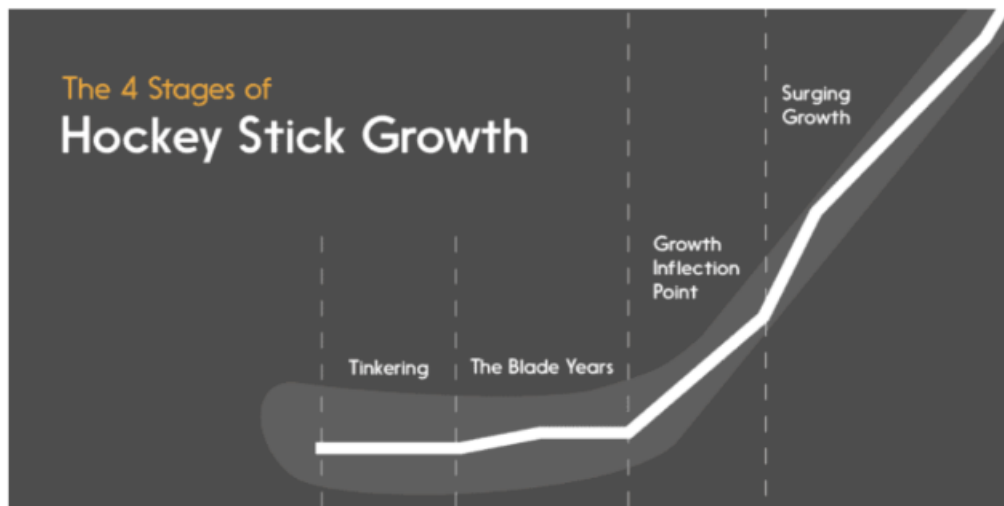 The 4 Stages of
Hockey Stick Growth
Surging
Growth
Growth
Inflection
Point
Tinkering
The Blade Years